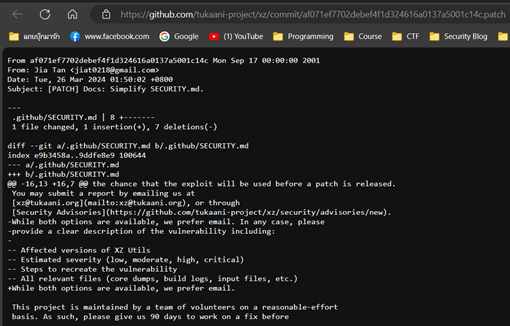 https://github.com/tukaani-project/xz/commit/af071ef7702debef4f1d324616a0137a5001c14c.patch
แถบบุ๊กมาร์ก www.facebook.com Google (1) YouTube Programming Course CTF Security Blog
From af071ef7702debef4f1d324616a0137a5001c14c Mon Sep 17 00:00:00 2001
From: Jia Tan <jiat0218@gmail.com>
Date: Tue, 26 Mar 2024 01:50:02 +0800
Subject: [PATCH] Docs: Simplify SECURITY.md.
---
.github/SECURITY.md | 8 +-------
1 file changed, 1 insertion(+), 7 deletions(-)
diff --git a/.github/SECURITY.md b/.github/SECURITY.md
index e9b3458a..9ddfe8e9 100644
--- a/.github/SECURITY.md
+++ b/.github/SECURITY.md
@@ -16,13 +16,7 @@ the chance that the exploit will be used before a patch is released.
You may submit a report by emailing us at
[xz@tukaani.org](mailto:xz@tukaani.org), or through
[Security Advisories](https://github.com/tukaani-project/xz/security/advisories/new).
-While both options are available, we prefer email. In any case, please
-provide a clear description of the vulnerability including:
-
-- Affected versions of XZ Utils
-- Estimated severity (low, moderate, high, critical)
-- Steps to recreate the vulnerability
-- All relevant files (core dumps, build logs, input files, etc.)
+While both options are available, we prefer email.
This project is maintained by a team of volunteers on a reasonable-effort
basis. As such, please give us 90 days to work on a fix before